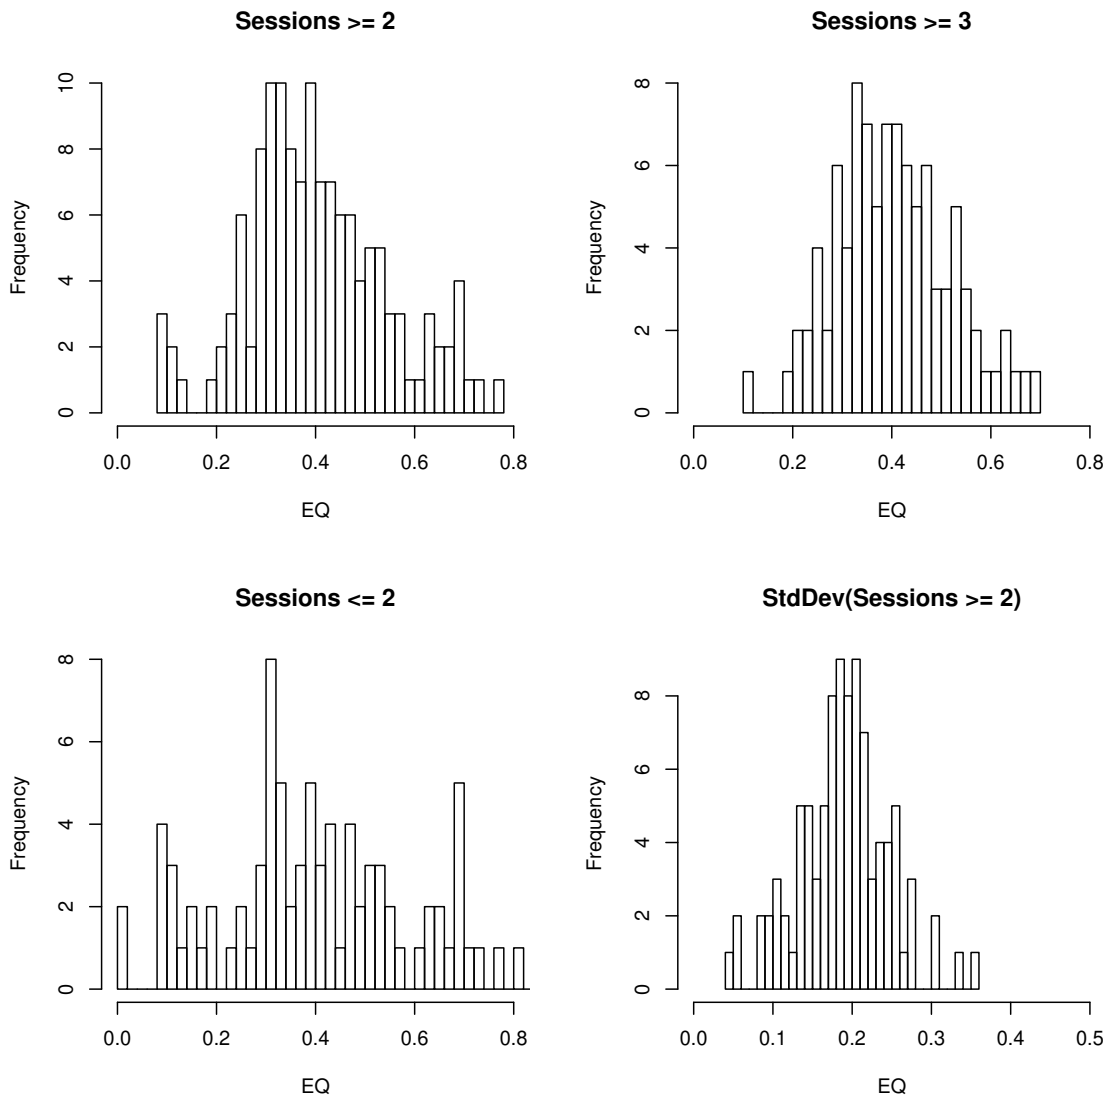 Sessions >= 2
Frequency
0 2 4 6 8 10
0.0 0.2 0.4 0.6 0.8
EQ
Sessions >= 3
Frequency
0 2 4 6 8
0.0 0.2 0.4 0.6 0.8
EQ
Sessions <= 2
Frequency
0 2 4 6 8
0.0 0.2 0.4 0.6 0.8
EQ
StdDev(Sessions >= 2)
Frequency
0 2 4 6 8
0.0 0.1 0.2 0.3 0.4 0.5
EQ